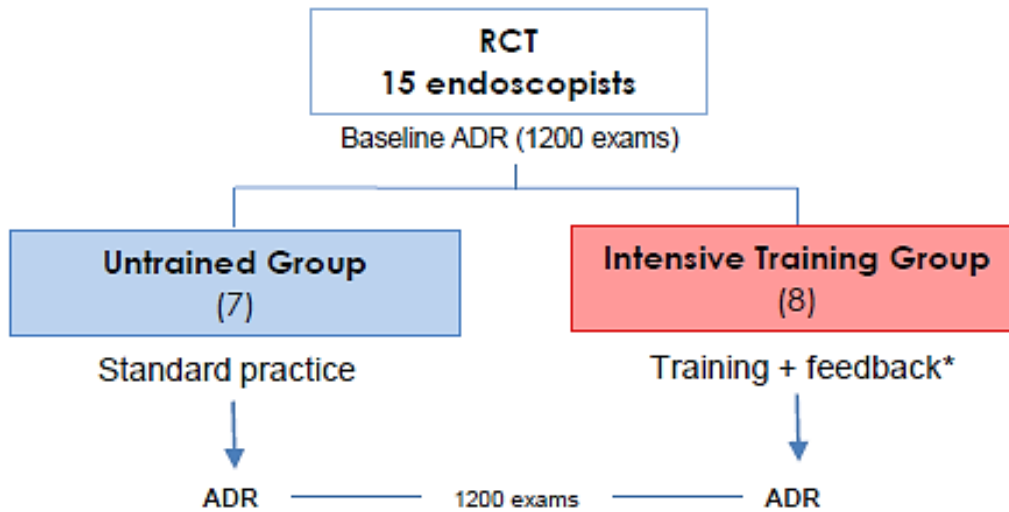 RCT
15 endoscopists
Baseline ADR (1200 exams)
Untrained Group
(7)
Intensive Training Group
(8)
Standard practice
Training + feedback*
ADR
1200 exams
ADR